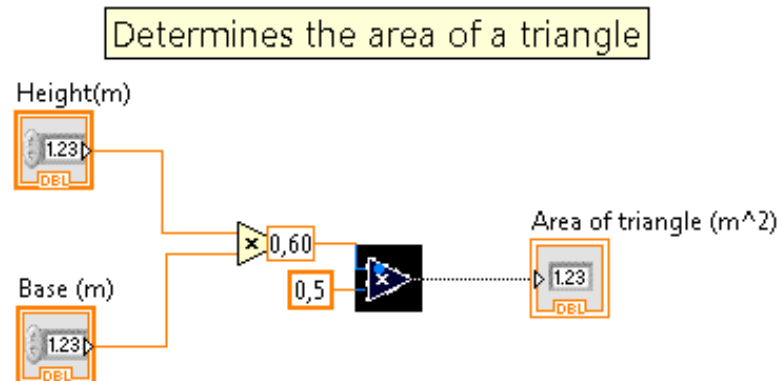 Determines the area of a triangle
Height(m)
1.23
DBL
Area of triangle (m^2)
× 0,60
×
0,5
1.23
DBL
Base (m)
1.23
DBL